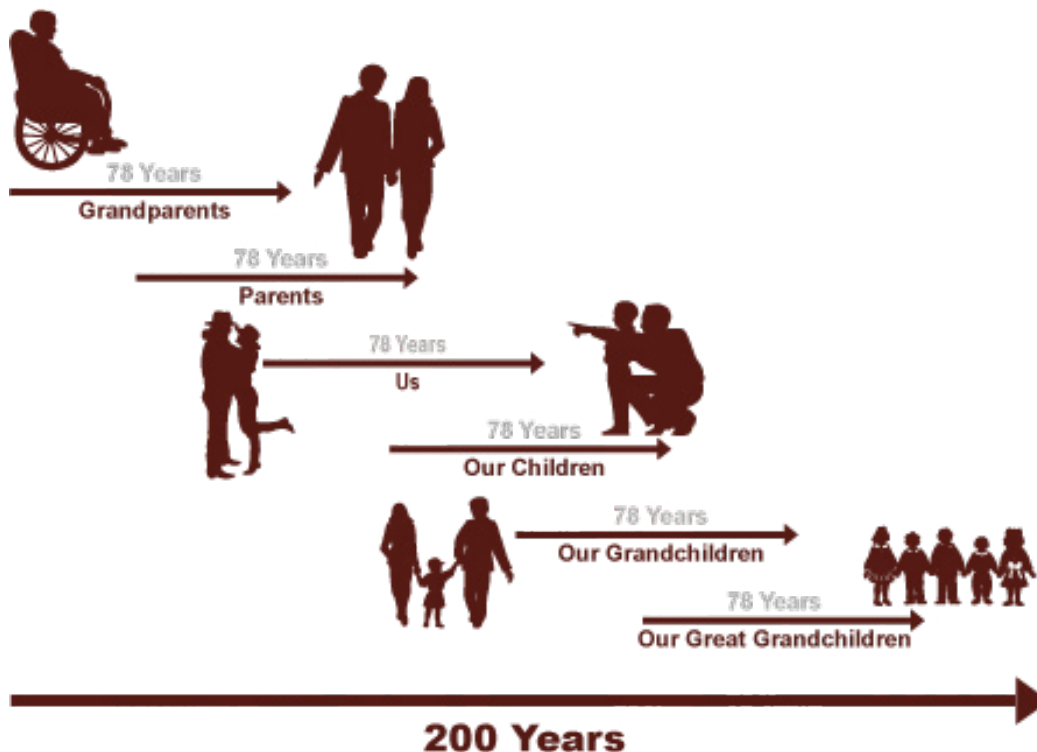 78 Years
Grandparents
78 Years
Parents
78 Years
Us
78 Years
Our Children
78 Years
Our Grandchildren
78 Years
Our Great Grandchildren
200 Years